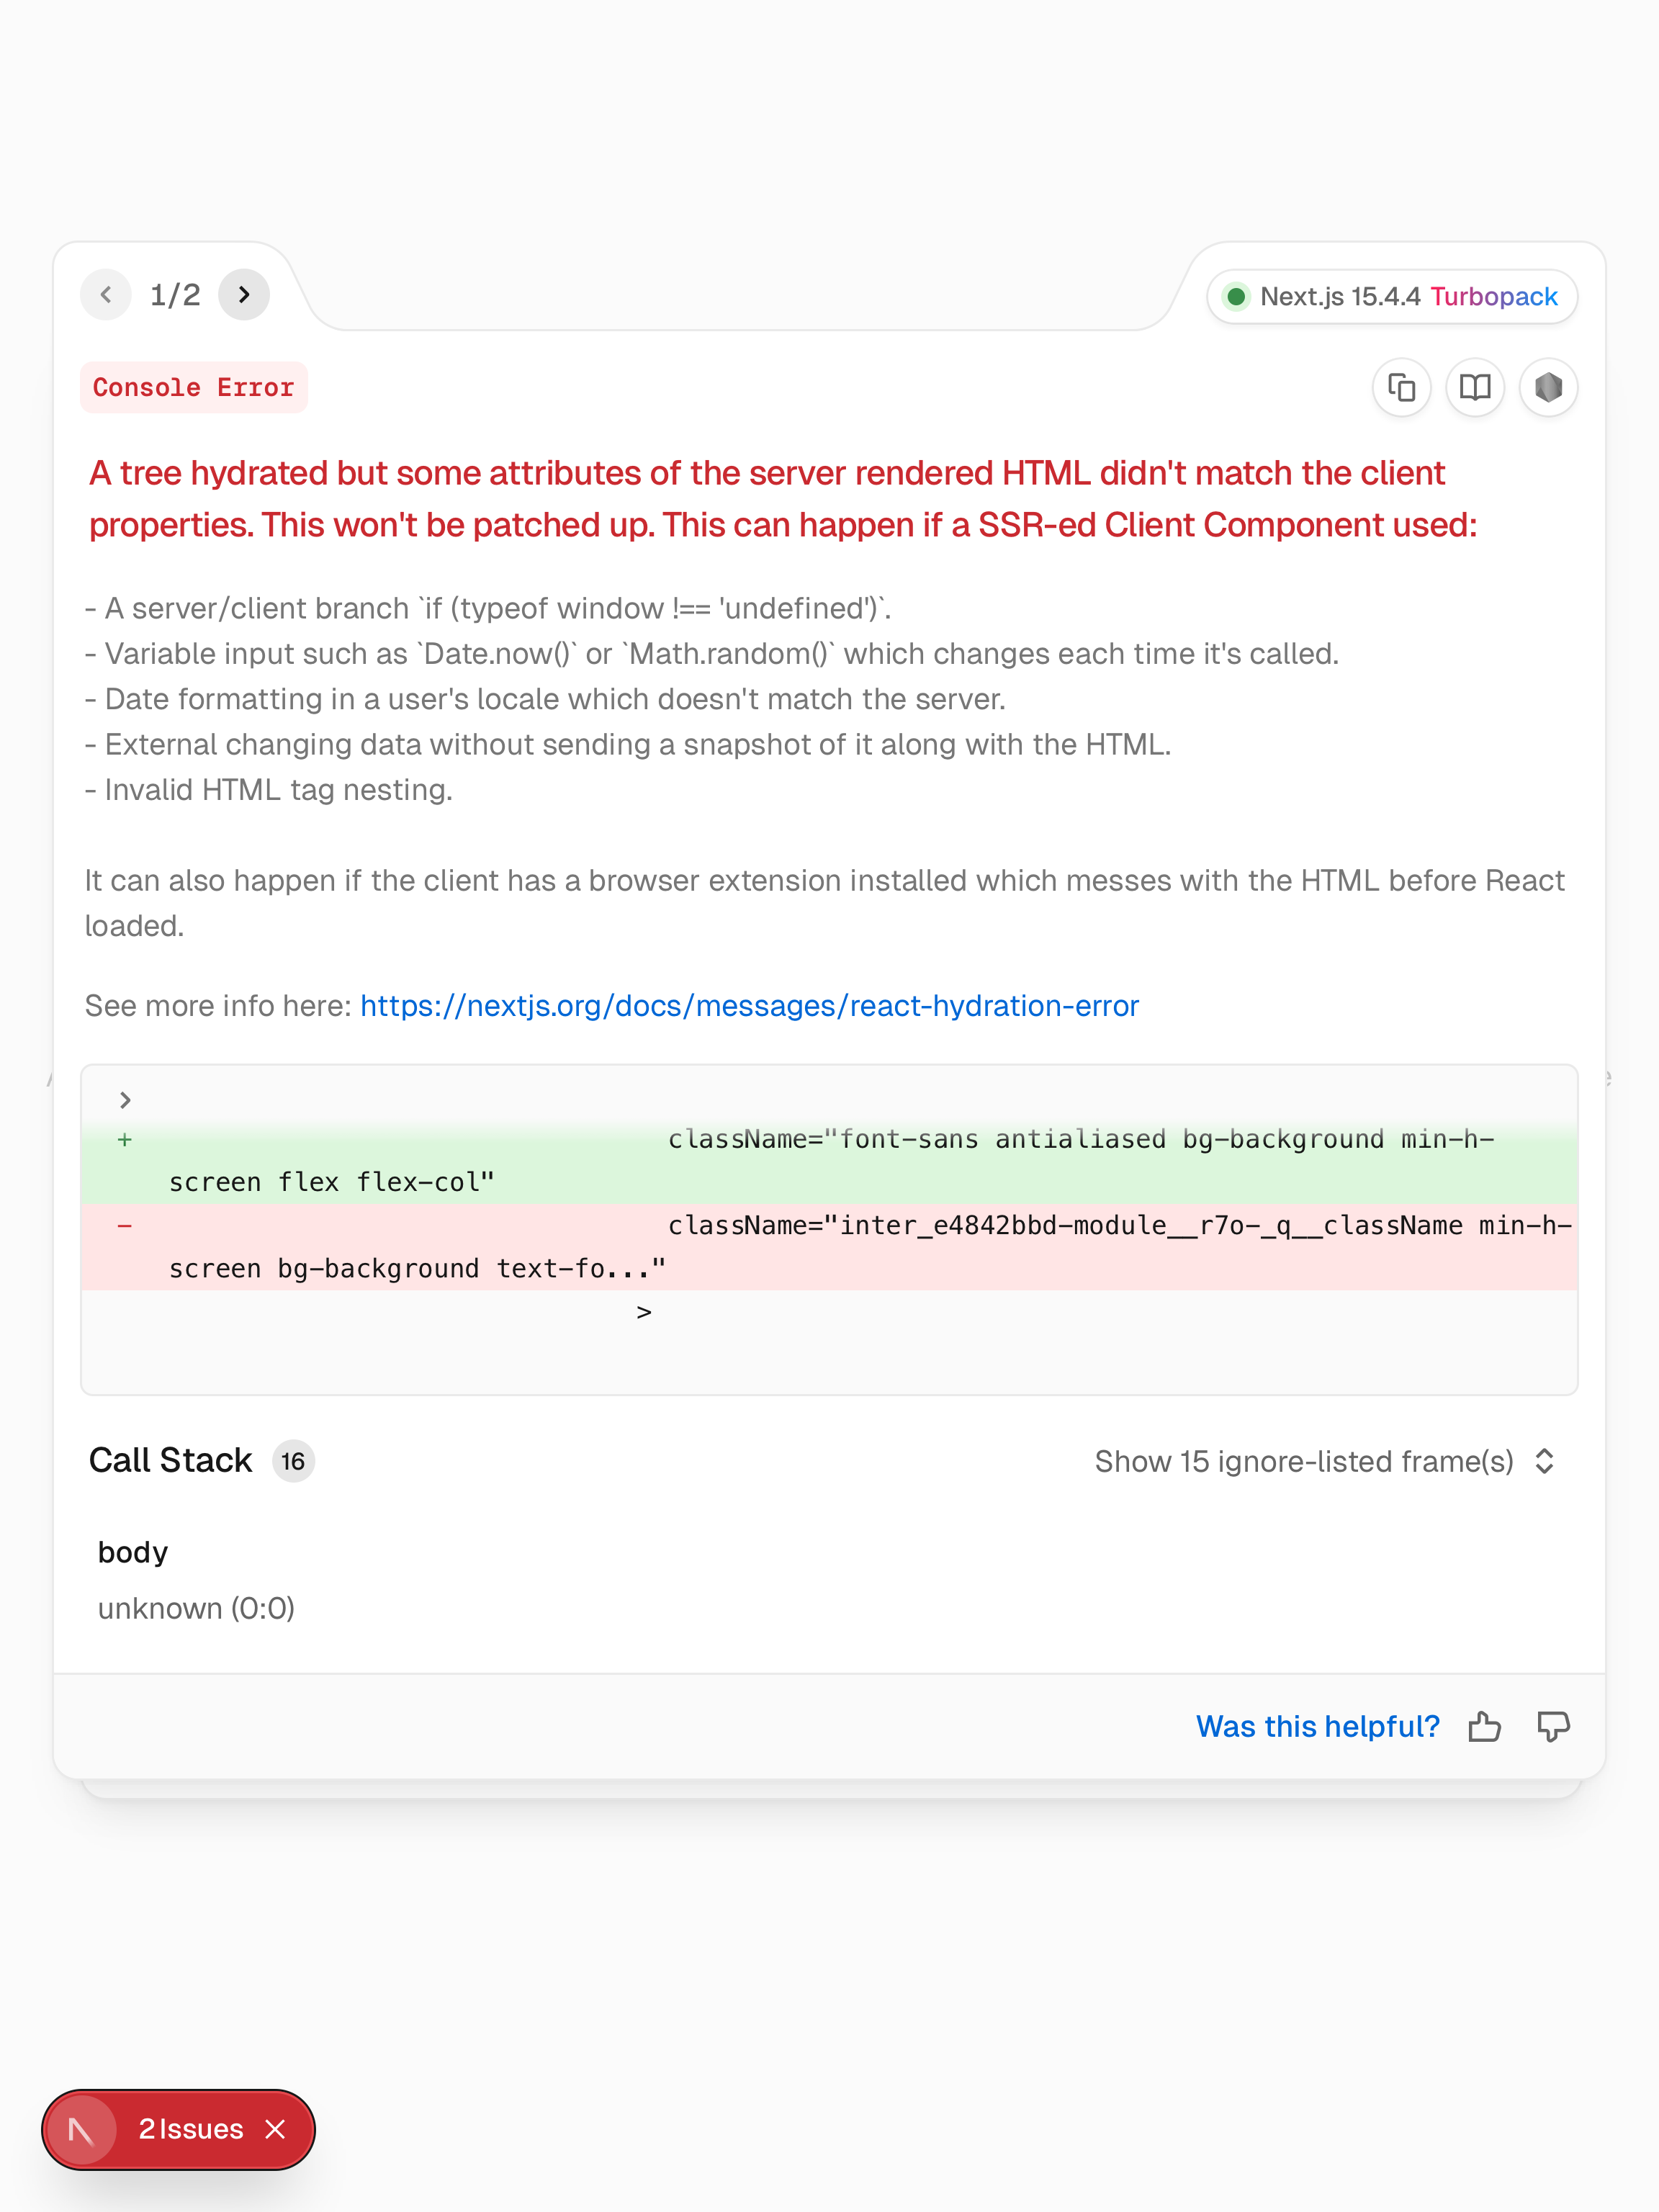 1/2
Next.js 15.4.4 Turbopack
Console Error
A tree hydrated but some attributes of the server rendered HTML didn't match the client
properties. This won't be patched up. This can happen if a SSR-ed Client Component used:
- A server/client branch `if (typeof window !== 'undefined')`.
- Variable input such as `Date.now()` or `Math.random()` which changes each time it's called.
- Date formatting in a user's locale which doesn't match the server.
- External changing data without sending a snapshot of it along with the HTML.
- Invalid HTML tag nesting.
It can also happen if the client has a browser extension installed which messes with the HTML before React
loaded.
See more info here: https://nextjs.org/docs/messages/react-hydration-error
+ className="font-sans antialiased bg-background min-h-
screen flex flex-col"
- className="inter_e4842bbd-module__r7o-_q__className min-h-
screen bg-background text-fo..."
>
Call Stack 16
Show 15 ignore-listed frame(s)
body
unknown (0:0)
Was this helpful?
2 Issues